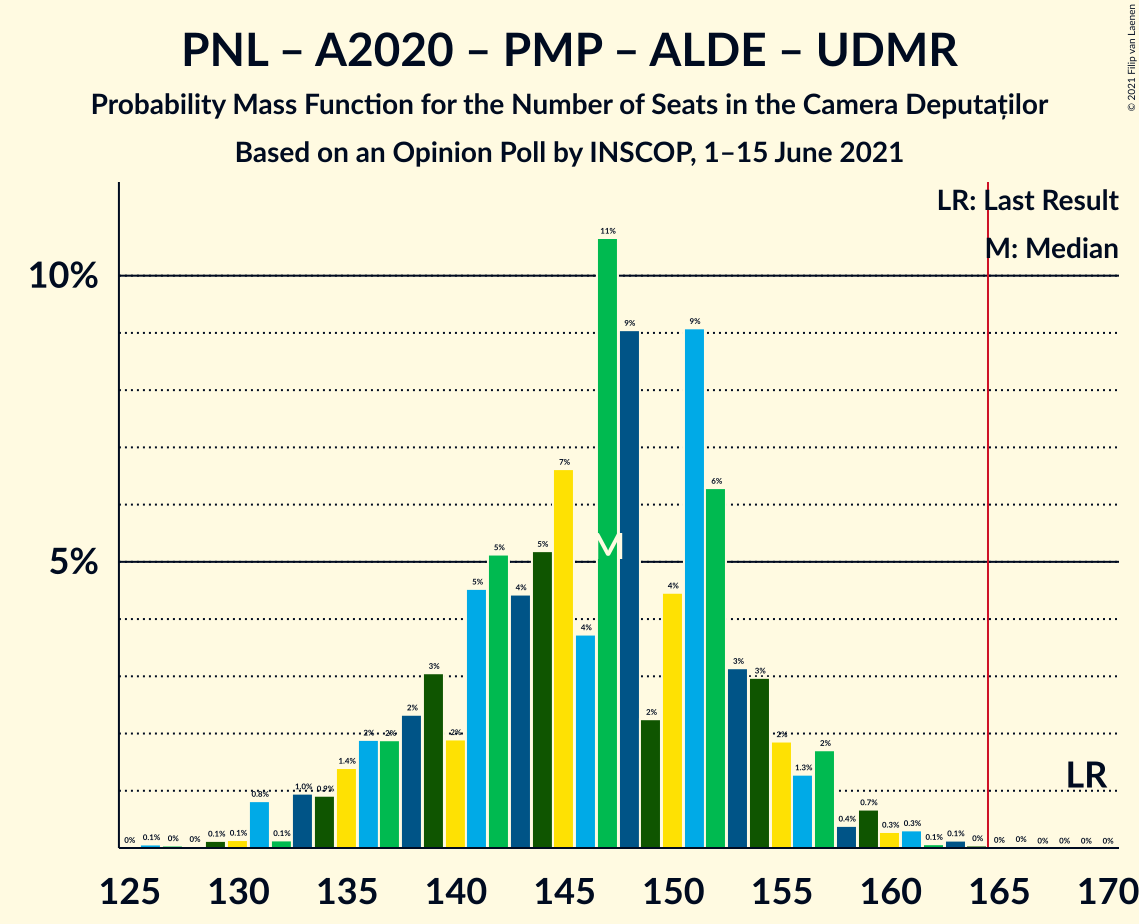 PNL – A2020 – PMP – ALDE – UDMR
Probability Mass Function for the Number of Seats in the Camera Deputaților
Based on an Opinion Poll by INSCOP, 1–15 June 2021
© 2021 Filip van Laenen
LR: Last Result
M: Median
10%
5%
0% 0.1% 0% 0% 0.1% 0.1% 0.8% 0.1% 1.0% 0.9% 1.4% 2% 2% 2% 3% 2% 5% 5% 4% 5% 7% 4% 11% 9% 2% 4% 9% 6% 3% 3% 2% 1.3% 2% 0.4% 0.7% 0.3% 0.3% 0.1% 0.1% 0% 0% 0% 0% 0% 0% 0%
M
LR
125 130 135 140 145 150 155 160 165 170